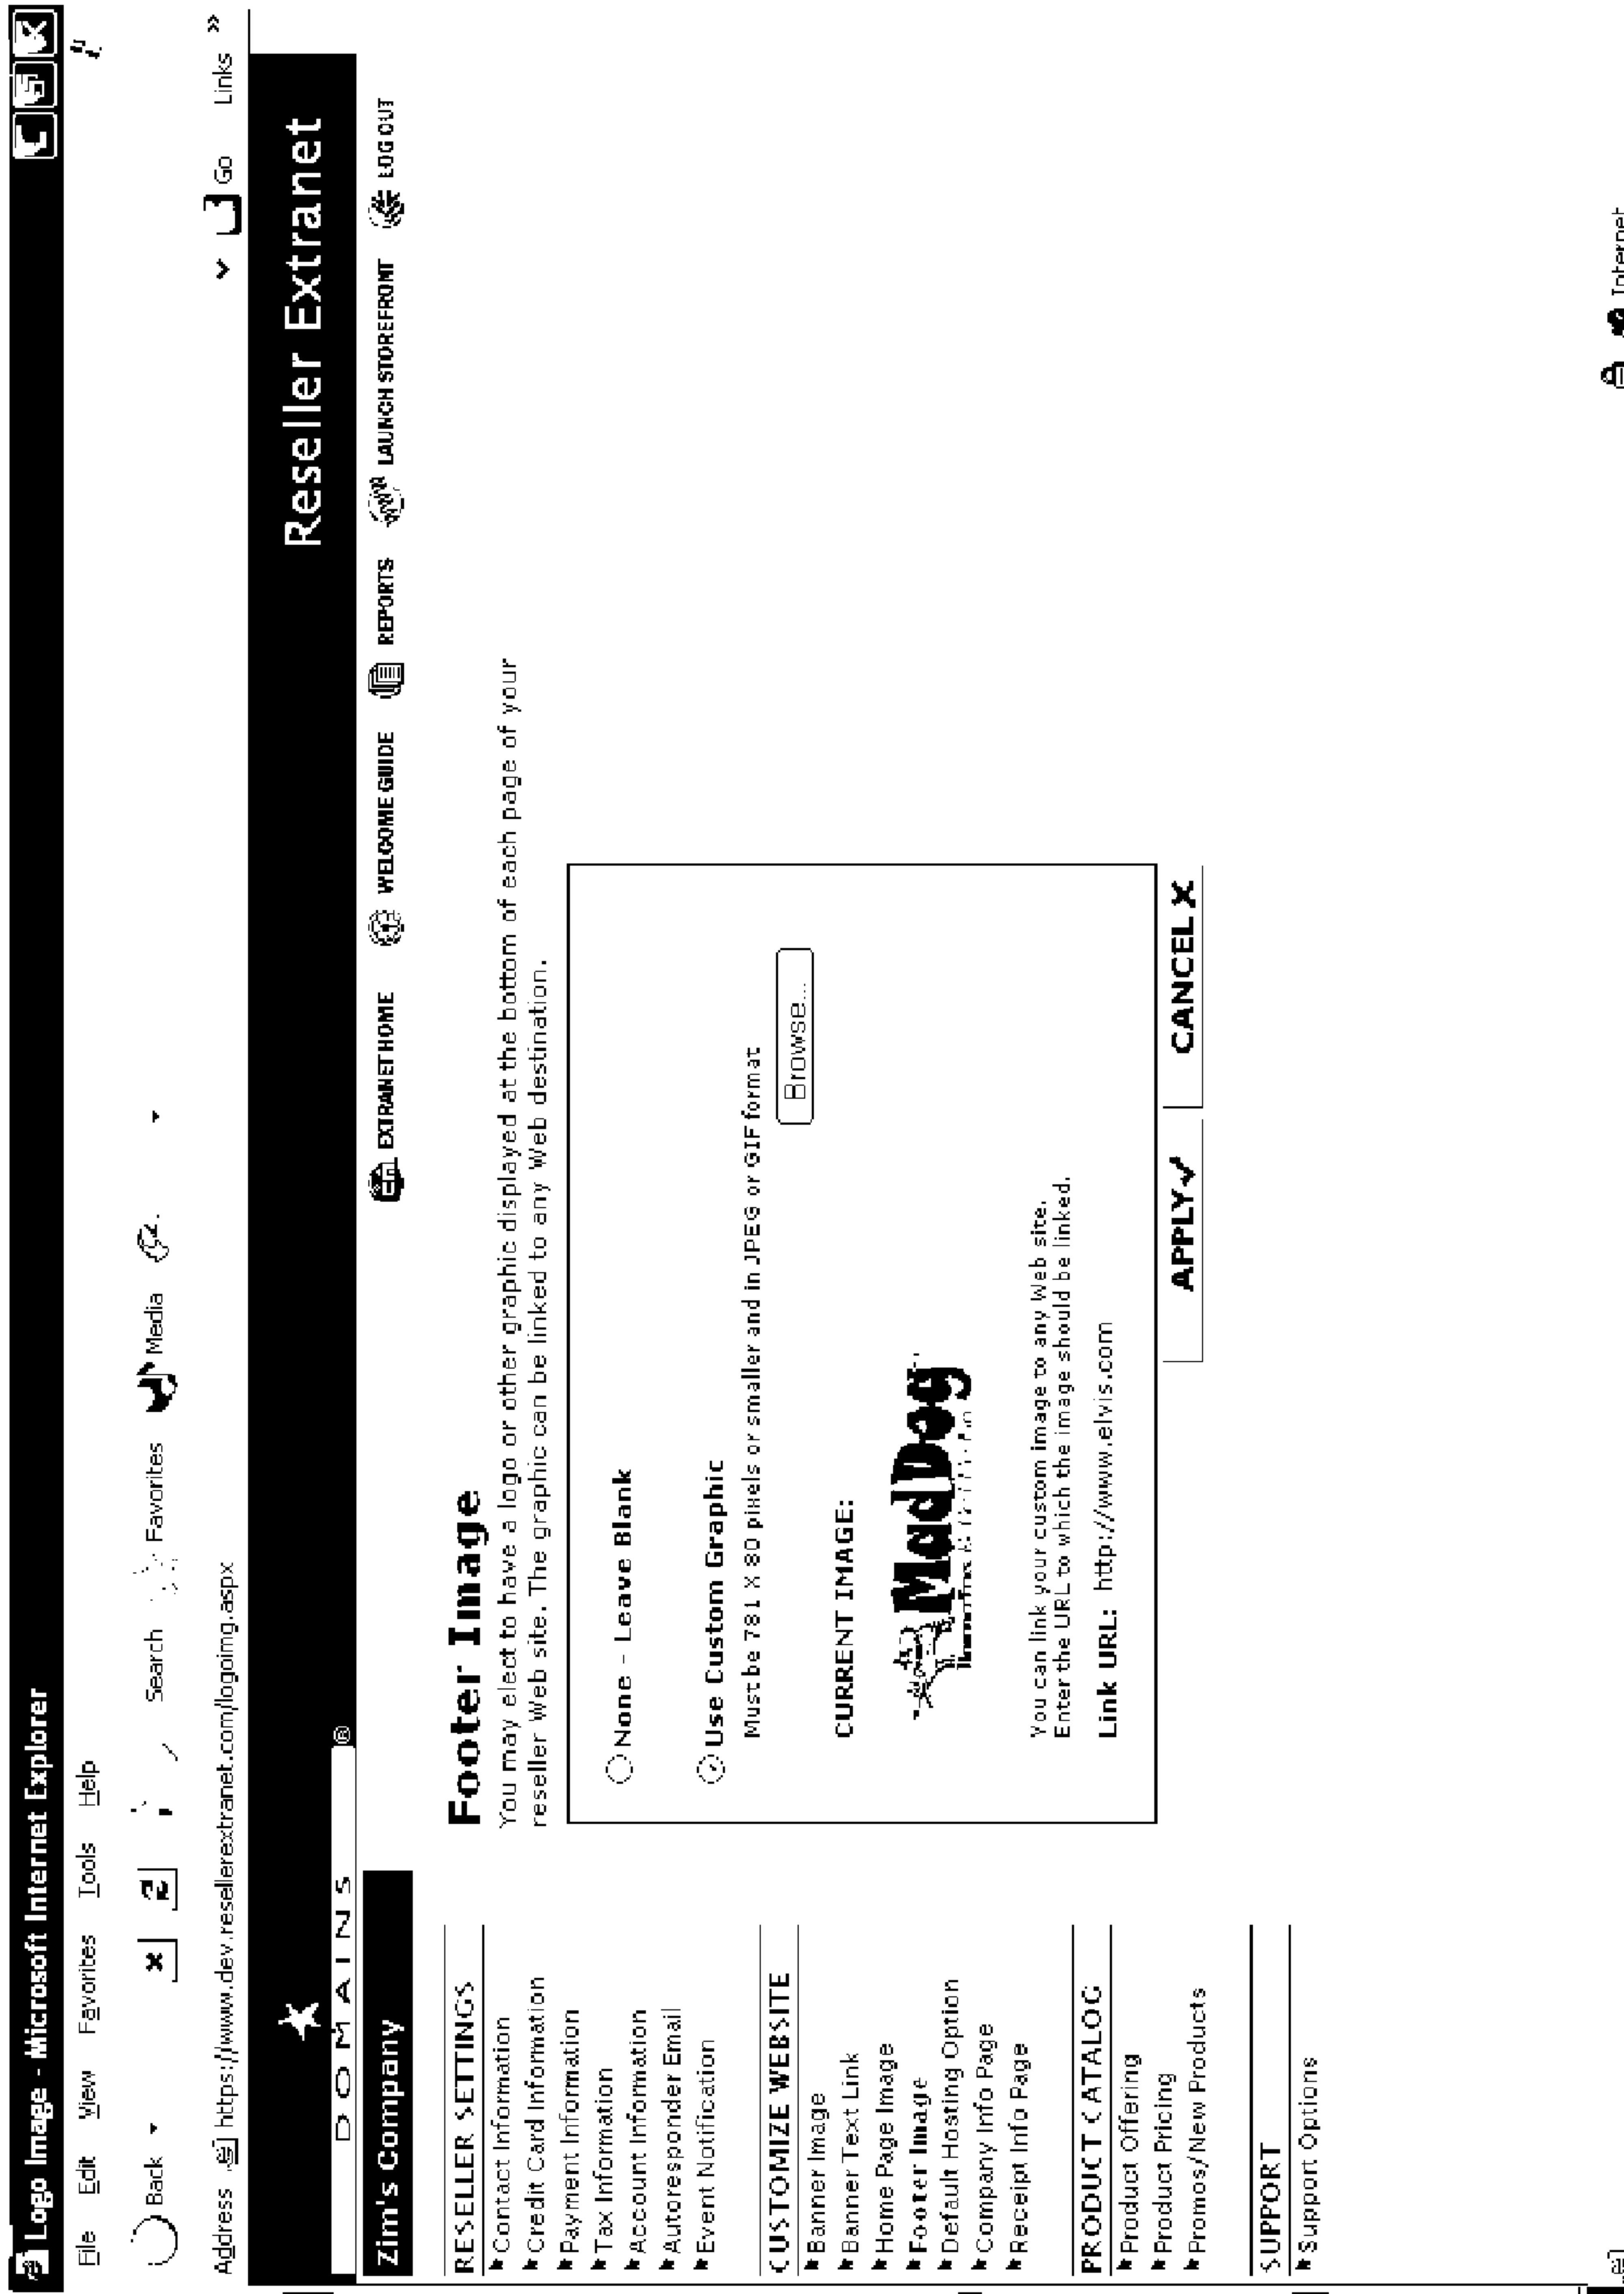 Logo Image - Microsoft Internet Explorer
File Edit View Favorites Tools Help
Back Search Favorites Media
Address https://www.dev.resellerextranet.com/logoimg.aspx Go Links »
DOMAINS®
Reseller Extranet
Zim's Company
EXTRANET HOME WELCOME GUIDE REPORTS LAUNCH STOREFRONT LOG OUT
RESELLER SETTINGS
Contact Information
Credit Card Information
Payment Information
Tax Information
Account Information
Autoresponder Email
Event Notification
CUSTOMIZE WEBSITE
Banner Image
Banner Text Link
Home Page Image
Footer Image
Default Hosting Option
Company Info Page
Receipt Info Page
PRODUCT CATALOG
Product Offering
Product Pricing
Promos/New Products
SUPPORT
Support Options
Footer Image
You may elect to have a logo or other graphic displayed at the bottom of each page of your
reseller Web site. The graphic can be linked to any Web destination.
None - Leave Blank
Use Custom Graphic
Must be 781 X 80 pixels or smaller and in JPEG or GIF format
Browse...
CURRENT IMAGE:
MadDog
You can link your custom image to any Web site.
Enter the URL to which the image should be linked.
Link URL: http://www.elvis.com
APPLY CANCEL X
Internet